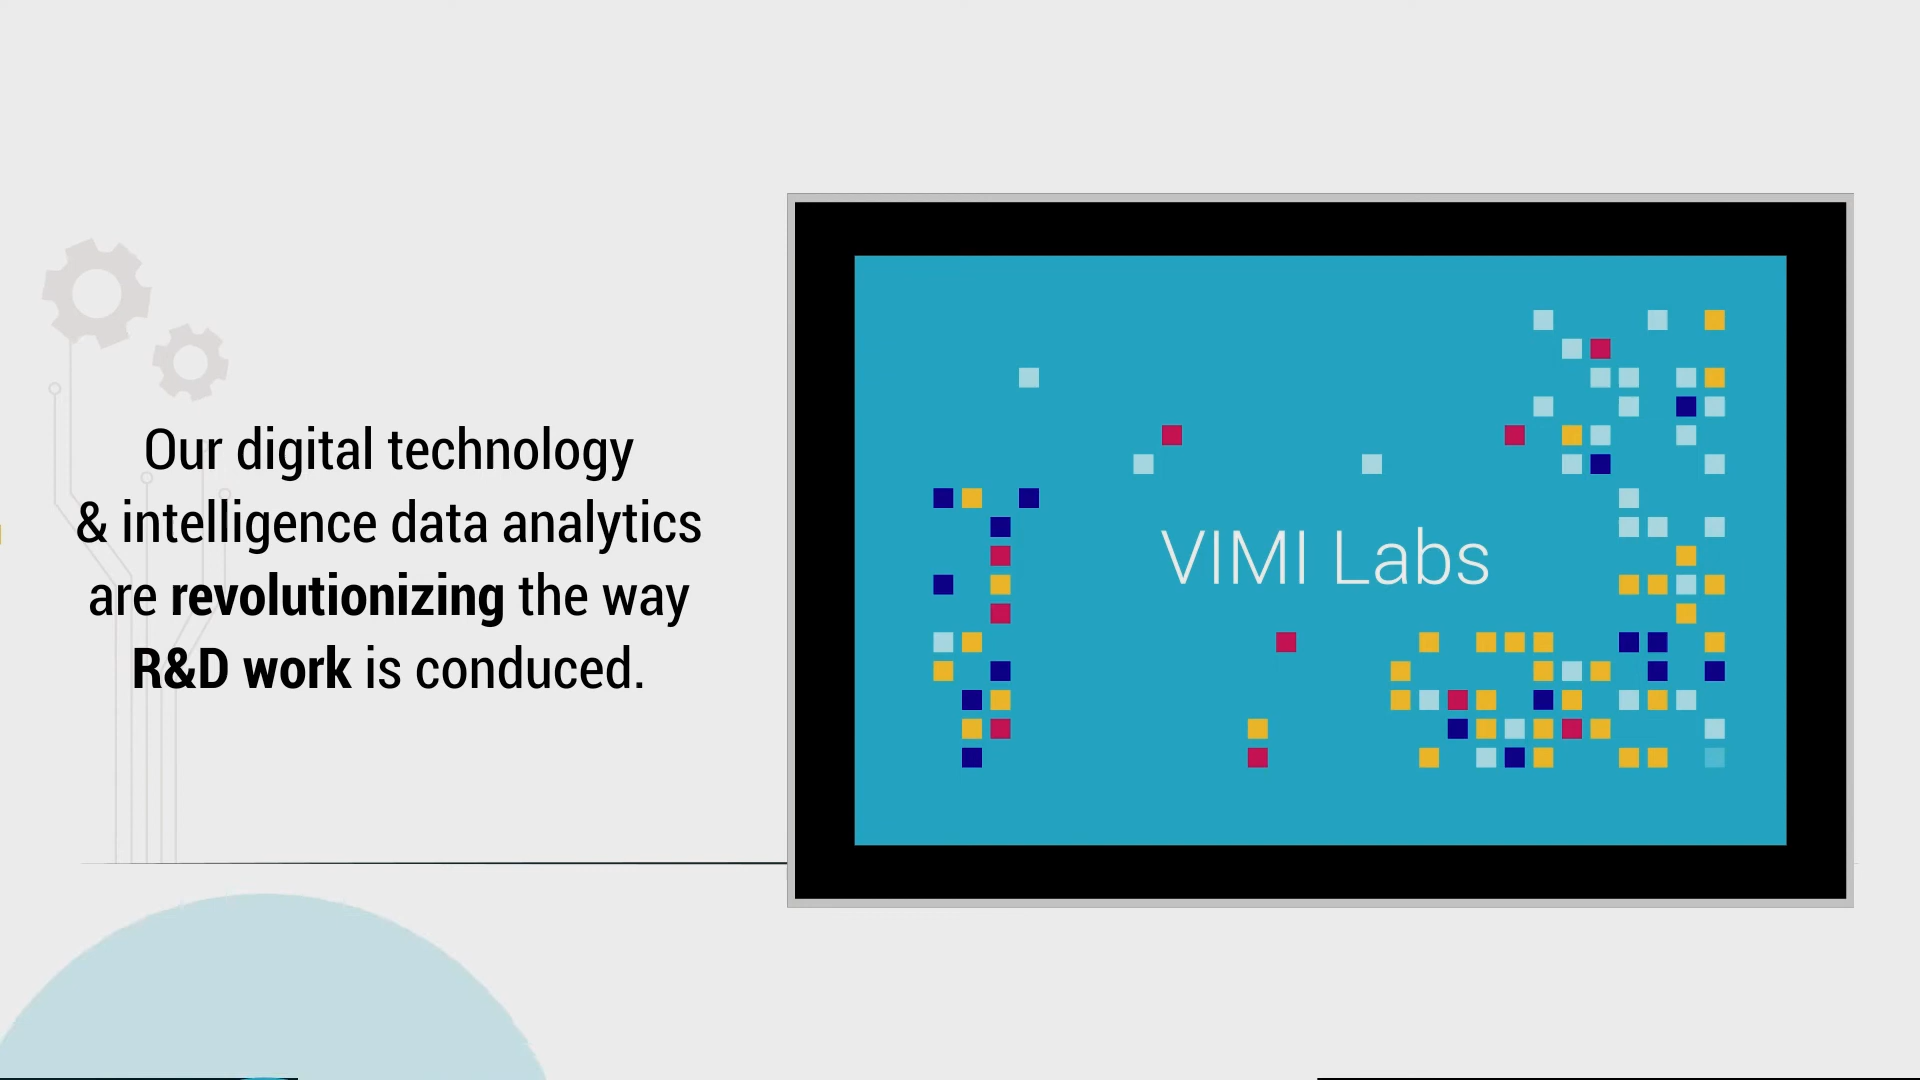 Our digital technology
& intelligence data analytics
are revolutionizing the way
R&D work is conduced.
VIMI Labs